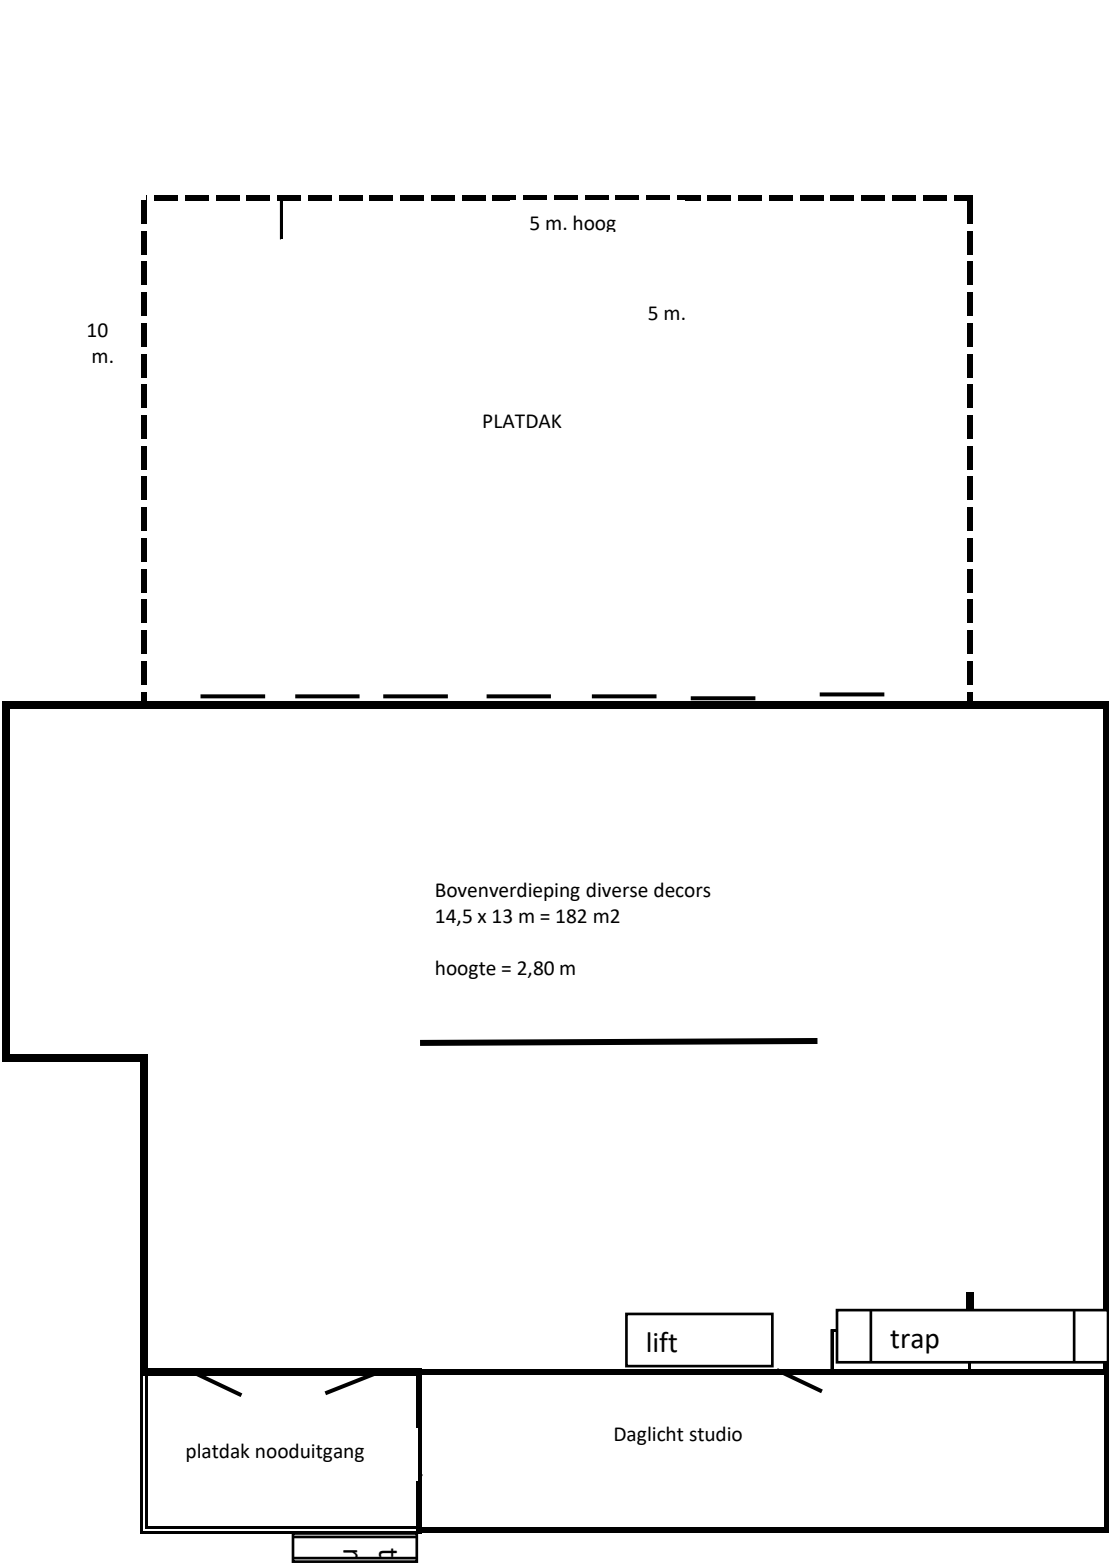 5 m. hoog
5 m.
10
m.
PLATDAK
Bovenverdieping diverse decors
14,5 x 13 m = 182 m2
hoogte = 2,80 m
lift
trap
Daglicht studio
platdak nooduitgang